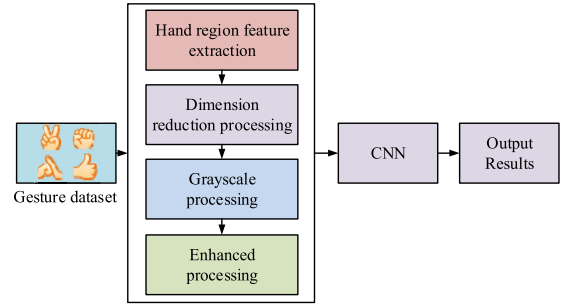 Gesture dataset
Hand region feature
extraction
Dimension
reduction processing
Grayscale
processing
Enhanced
processing
CNN
Output
Results